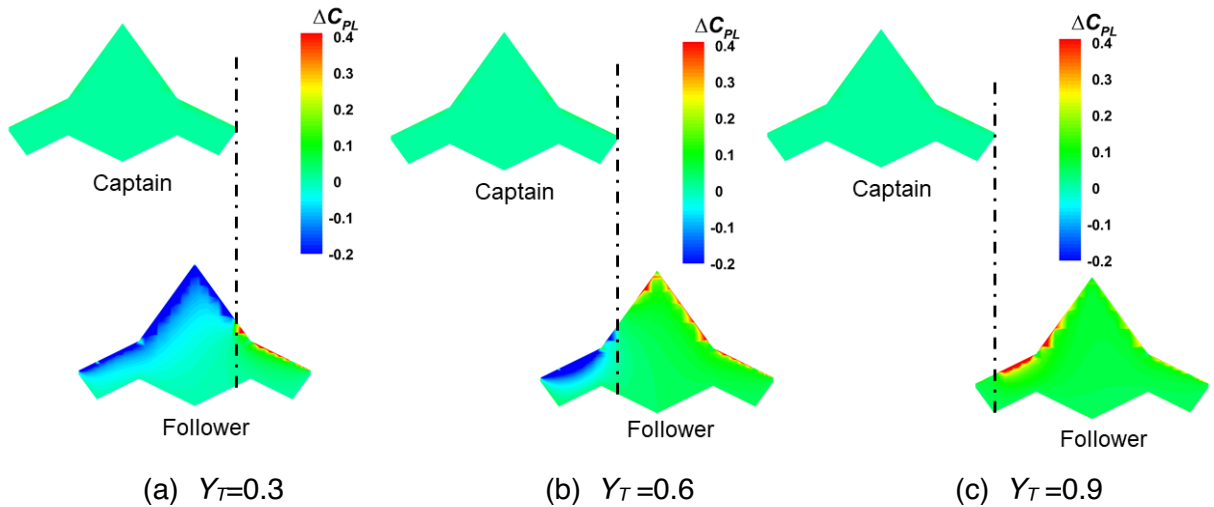 ΔC_PL
0.4
0.3
0.2
0.1
0
-0.1
-0.2
Captain
Follower
(a) Y_T=0.3
ΔC_PL
0.4
0.3
0.2
0.1
0
-0.1
-0.2
Captain
Follower
(b) Y_T=0.6
ΔC_PL
0.4
0.3
0.2
0.1
0
-0.1
-0.2
Captain
Follower
(c) Y_T=0.9